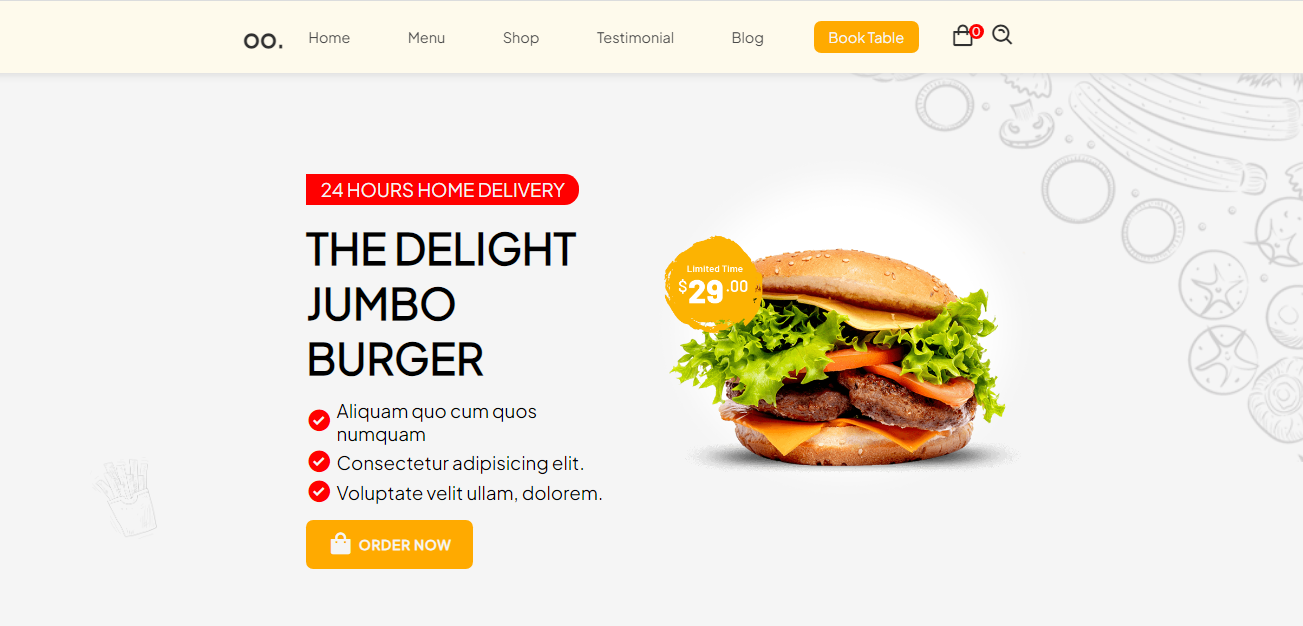 oo.
Home
Menu
Shop
Testimonial
Blog
Book Table
0
24 HOURS HOME DELIVERY
THE DELIGHT
JUMBO
BURGER
Limited Time
$29.00
Aliquam quo cum quos
numquam
Consectetur adipisicing elit.
Voluptate velit ullam, dolorem.
ORDER NOW